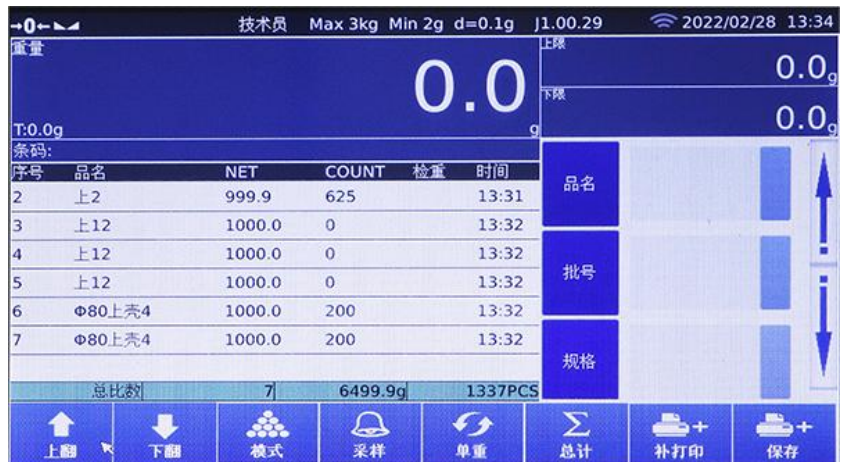 →0← 技术员 Max 3kg Min 2g d=0.1g J1.00.29 2022/02/28 13:34
重量
0.0
T:0.0g g
上限
0.0g
下限
0.0g
条码:
序号 品名 NET COUNT 检重 时间
2 上2 999.9 625 13:31
3 上12 1000.0 0 13:32
4 上12 1000.0 0 13:32
5 上12 1000.0 0 13:32
6 Φ80上壳4 1000.0 200 13:32
7 Φ80上壳4 1000.0 200 13:32
总比数 7 6499.9g 1337PCS
品名
批号
规格
上翻 下翻 模式 采样 单重 总计 补打印 保存